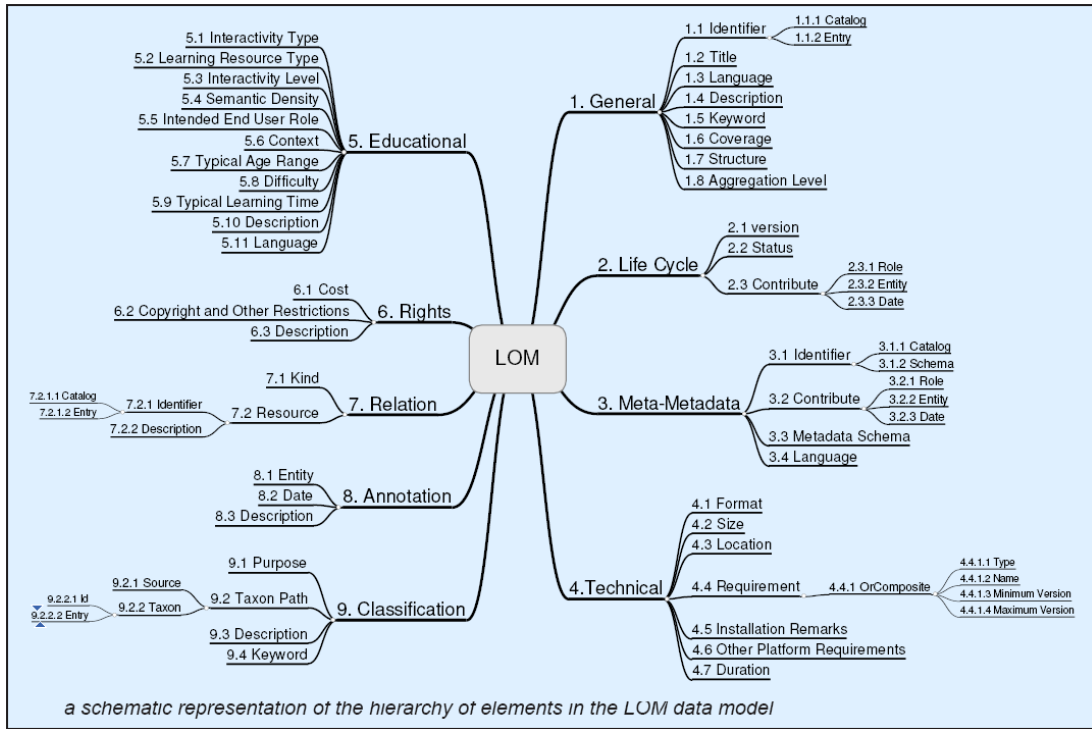 LOM
1. General
1.1 Identifier
1.1.1 Catalog
1.1.2 Entry
1.2 Title
1.3 Language
1.4 Description
1.5 Keyword
1.6 Coverage
1.7 Structure
1.8 Aggregation Level
2. Life Cycle
2.1 version
2.2 Status
2.3 Contribute
2.3.1 Role
2.3.2 Entity
2.3.3 Date
3. Meta-Metadata
3.1 Identifier
3.1.1 Catalog
3.1.2 Schema
3.2 Contribute
3.2.1 Role
3.2.2 Entity
3.2.3 Date
3.3 Metadata Schema
3.4 Language
4.Technical
4.1 Format
4.2 Size
4.3 Location
4.4 Requirement
4.4.1 OrComposite
4.4.1.1 Type
4.4.1.2 Name
4.4.1.3 Minimum Version
4.4.1.4 Maximum Version
4.5 Installation Remarks
4.6 Other Platform Requirements
4.7 Duration
5. Educational
5.1 Interactivity Type
5.2 Learning Resource Type
5.3 Interactivity Level
5.4 Semantic Density
5.5 Intended End User Role
5.6 Context
5.7 Typical Age Range
5.8 Difficulty
5.9 Typical Learning Time
5.10 Description
5.11 Language
6. Rights
6.1 Cost
6.2 Copyright and Other Restrictions
6.3 Description
7. Relation
7.1 Kind
7.2 Resource
7.2.1 Identifier
7.2.1.1 Catalog
7.2.1.2 Entry
7.2.2 Description
8. Annotation
8.1 Entity
8.2 Date
8.3 Description
9. Classification
9.1 Purpose
9.2 Taxon Path
9.2.1 Source
9.2.2 Taxon
9.2.2.1 Id
9.2.2.2 Entry
9.3 Description
9.4 Keyword
a schematic representation of the hierarchy of elements in the LOM data model